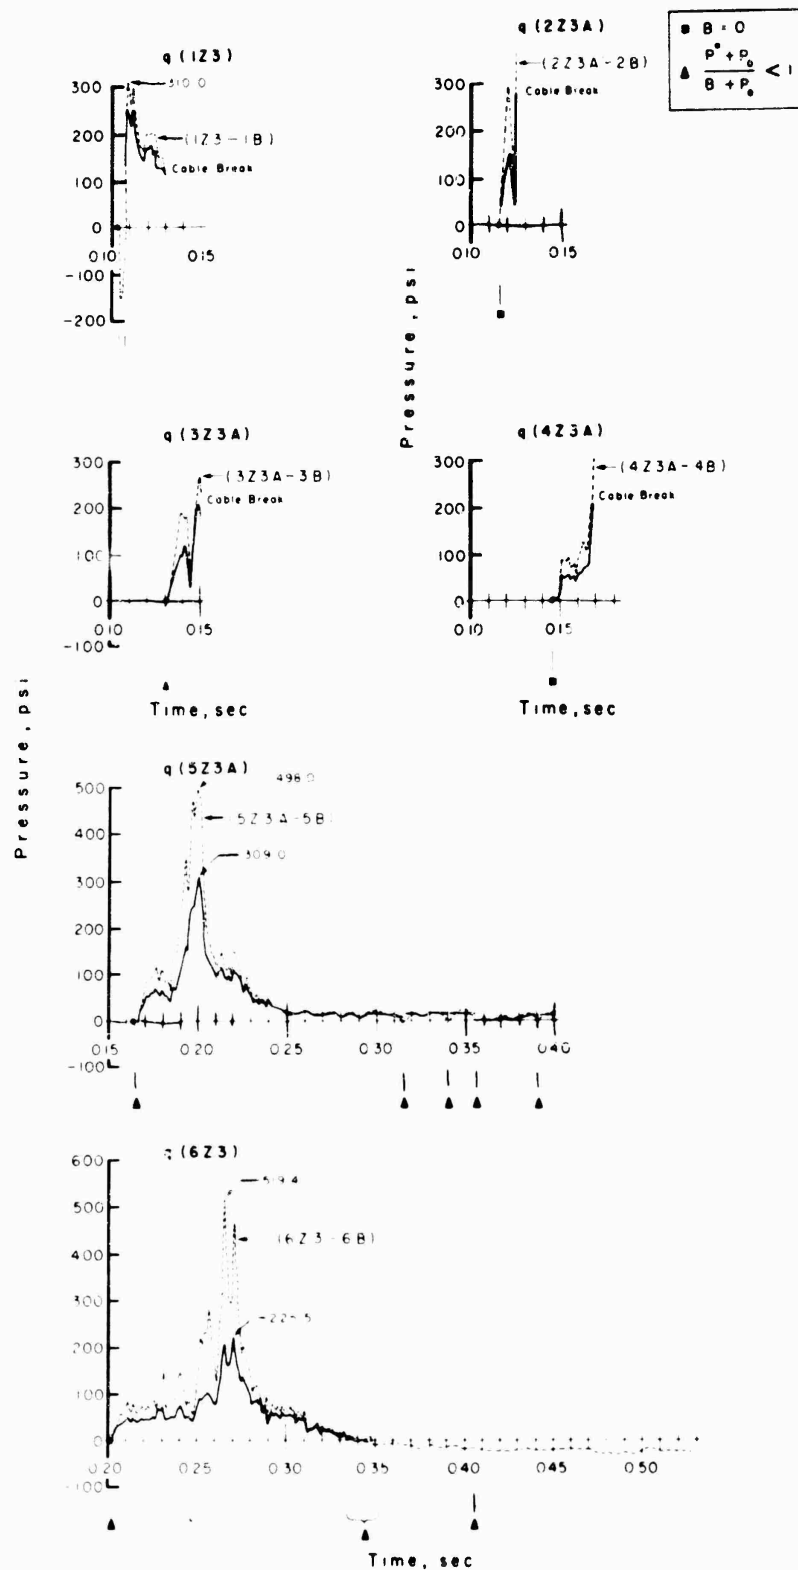 q (1Z3)
300
200
100
0
-100
-200
310.0
(1Z3-1B)
Cable Break
0.10
0.15
q (2Z3A)
300
200
100
0
(2Z3A-2B)
Cable Break
0.10
0.15
■ B = 0
▲ P* + P₀ / B + P₀ < 1
Pressure, psi
q (3Z3A)
300
200
100
0
-100
(3Z3A-3B)
Cable Break
0.10
0.15
Time, sec
q (4Z3A)
300
200
100
0
(4Z3A-4B)
Cable Break
0.10
0.15
Time, sec
Pressure, psi
q (5Z3A)
500
400
300
200
100
0
-100
498.0
(5Z3A-5B)
309.0
0.15
0.20
0.25
0.30
0.35
0.40
q (6Z3)
600
500
400
300
200
100
0
-100
519.4
(6Z3-6B)
0.20
0.25
0.30
0.35
0.40
0.45
0.50
Time, sec